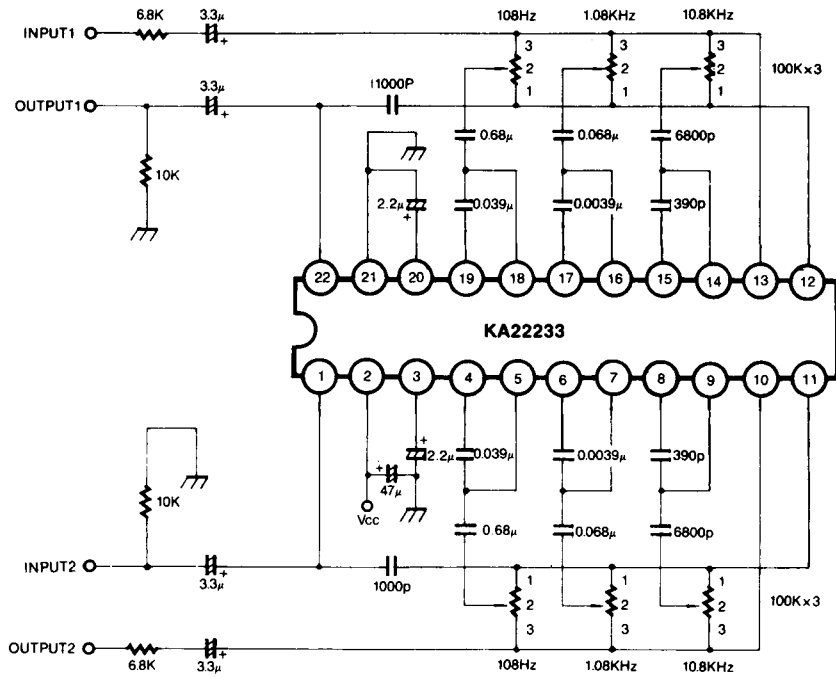 3.3µ
6.8K
108Hz
1.08KHz
10.8KHz
INPUT1
+
3
3
3
2
2
2
100K×3
3.3µ
1000P
1
1
1
OUTPUT1
+
0.68µ
0.068µ
6800p
10K
2.2µ
+
0.039µ
0.0039µ
390p
22
21
20
19
18
17
16
15
14
13
12
KA22233
1
2
3
4
5
6
7
8
9
10
11
+
2.2µ
0.039µ
0.0039µ
390p
+
47µ
10K
Vcc
0.68µ
0.068µ
6800p
INPUT2
3.3µ
+
1000p
1
1
1
2
2
2
100K×3
3
3
3
OUTPUT2
6.8K
3.3µ
+
108Hz
1.08KHz
10.8KHz